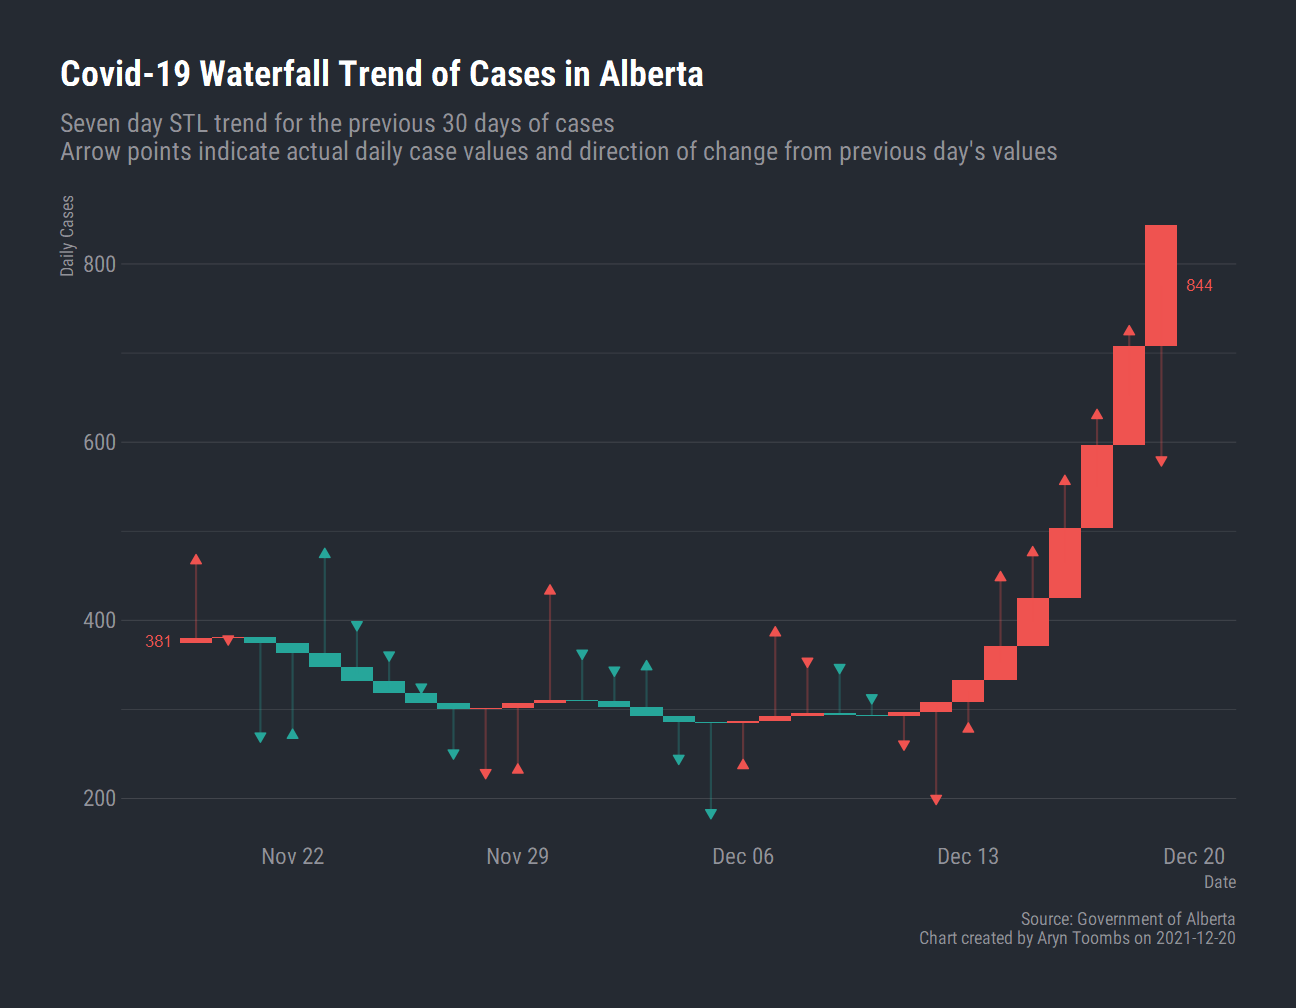 Covid-19 Waterfall Trend of Cases in Alberta
Seven day STL trend for the previous 30 days of cases
Arrow points indicate actual daily case values and direction of change from previous day's values
Daily Cases
800
600
400
200
381
844
Nov 22
Nov 29
Dec 06
Dec 13
Dec 20
Date
Source: Government of Alberta
Chart created by Aryn Toombs on 2021-12-20